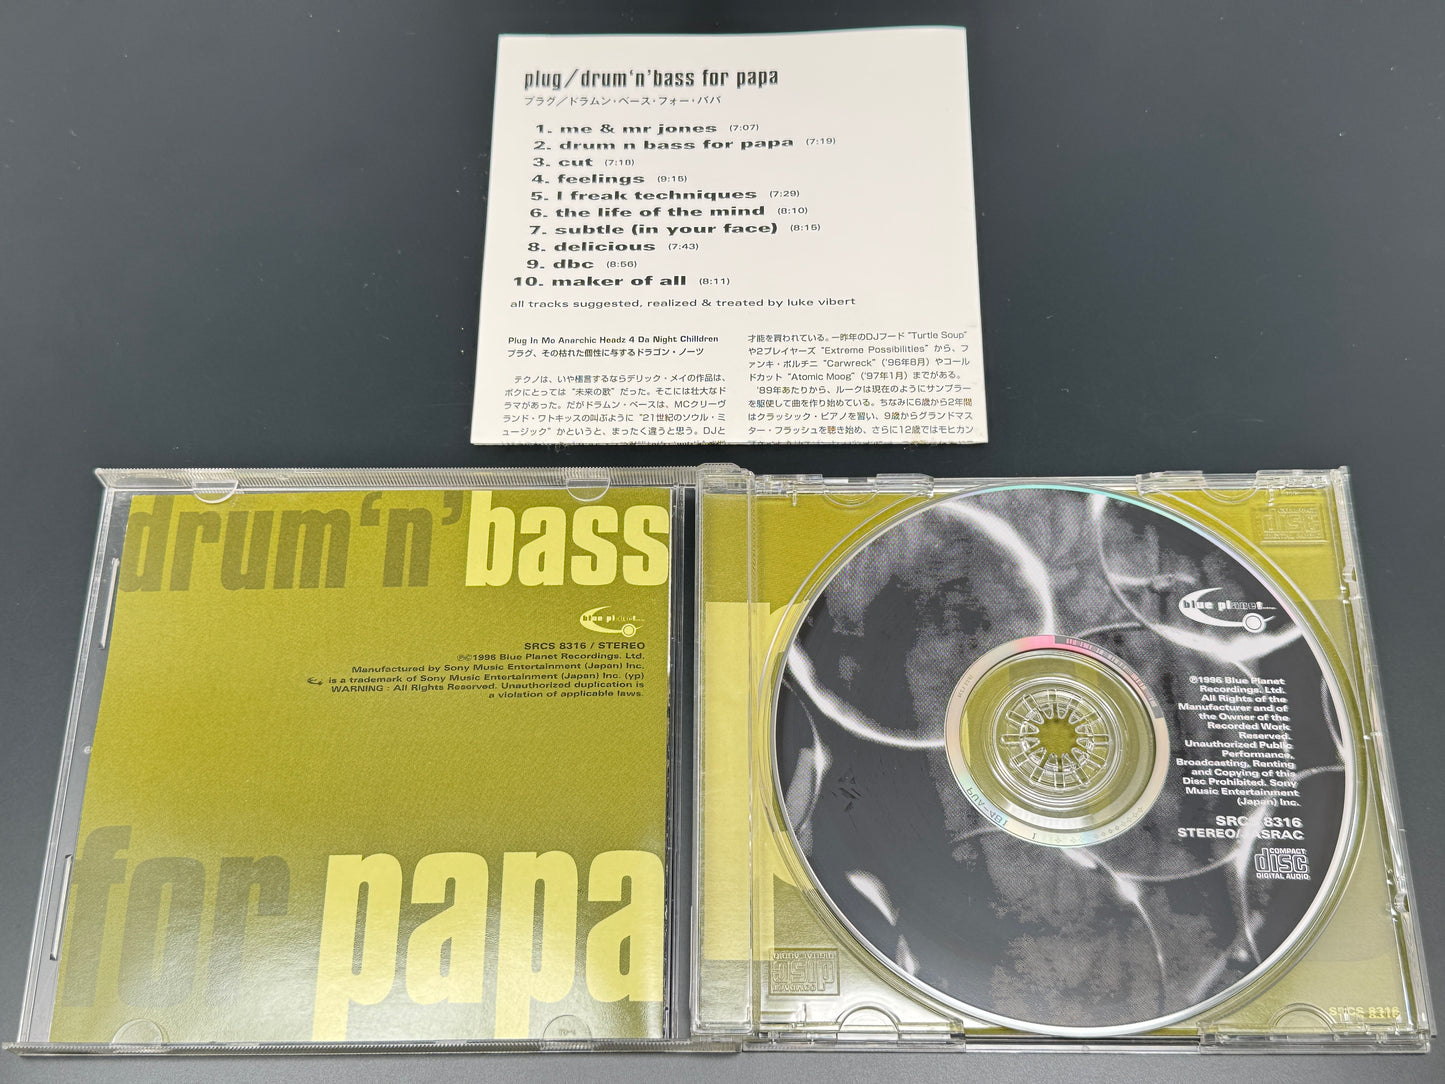 plug/drum'n'bass for papa
プラグ/ドラムン・ベース・フォー・パパ
1. me & mr jones (7:07)
2. drum n bass for papa (7:19)
3. cut (7:18)
4. feelings (9:15)
5. I freak techniques (7:29)
6. the life of the mind (8:10)
7. subtle (in your face) (8:15)
8. delicious (7:43)
9. dbc (8:56)
10. maker of all (8:11)
all tracks suggested, realized & treated by luke vibert
Plug In Mo Anarchic Headz 4 Da Night Chilldren
プラグ、その枯れた個性に与するドラゴン・ノーツ
テクノは、いや極言するならデリック・メイの作品は、
ボクにとっては "未来の歌" だった。そこには壮大なド
ラマがあった。だがドラムン・ベースは、MCクリーヴ
ランド・ワトキッスの叫ぶように "21世紀のソウル・ミ
ュージック" かというと、まったく違うと思う。DJと
才能を買われている。一昨年のDJフード "Turtle Soup"
や2プレイヤーズ "Extreme Possibilities" から、フ
ァンキ・ポルチニ "Carwreck" ('96年8月) やコール
ドカット "Atomic Moog" ('97年1月) まである。
'89年あたりから、ルークは現在のようにサンプラー
を駆使して曲を作り始めている。ちなみに6歳から2年間
はクラッシック・ピアノを習い、9歳からグランドマス
ター・フラッシュを聴き始め、さらに12歳ではモヒカン
drum'n'bass
blue planet
SRCS 8316 / STEREO
℗©1996 Blue Planet Recordings. Ltd.
Manufactured by Sony Music Entertainment (Japan) Inc.
is a trademark of Sony Music Entertainment (Japan) Inc. (yp)
WARNING : All Rights Reserved. Unauthorized duplication is
a violation of applicable laws.
for papa
blue planet
℗1996 Blue Planet
Recordings. Ltd.
All Rights of the
Manufacturer and of
the Owner of the
Recorded Work
Reserved.
Unauthorized Public
Performance,
Broadcasting, Renting
and Copying of this
Disc Prohibited. Sony
Music Entertainment
(Japan) Inc.
SRCS 8316
STEREO/JASRAC
COMPACT
disc
DIGITAL AUDIO
COMPACT
disc
DIGITAL AUDIO
SRCS 8316